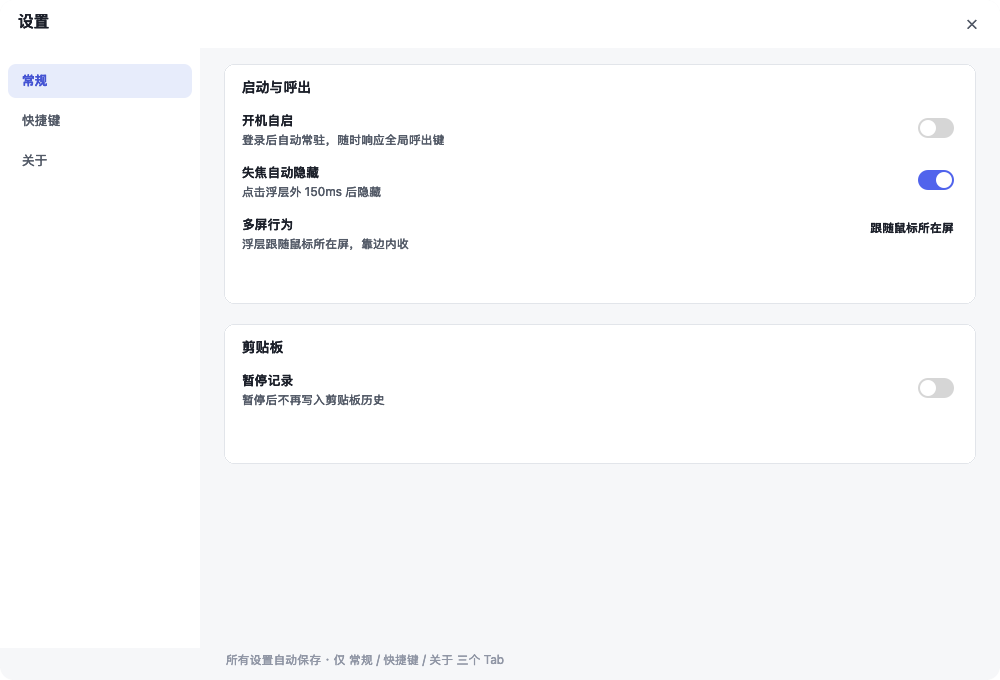 设置
常规
快捷键
关于
启动与呼出
开机自启
登录后自动常驻，随时响应全局呼出键
失焦自动隐藏
点击浮层外 150ms 后隐藏
多屏行为
浮层跟随鼠标所在屏，靠边内收
跟随鼠标所在屏
剪贴板
暂停记录
暂停后不再写入剪贴板历史
所有设置自动保存 · 仅 常规 / 快捷键 / 关于 三个 Tab